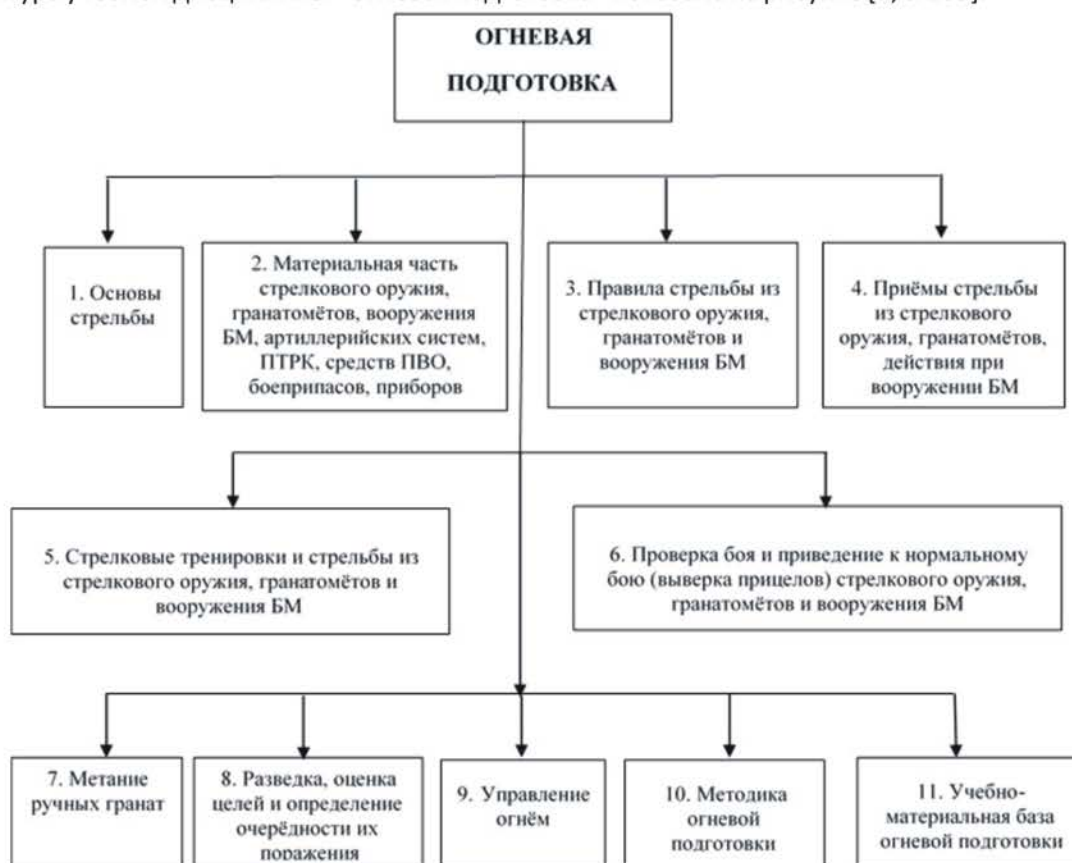 ОГНЕВАЯ
ПОДГОТОВКА
1. Основы
стрельбы
2. Материальная часть
стрелкового оружия,
гранатомётов, вооружения
БМ, артиллерийских систем,
ПТРК, средств ПВО,
боеприпасов, приборов
3. Правила стрельбы из
стрелкового оружия,
гранатомётов и
вооружения БМ
4. Приёмы стрельбы
из стрелкового
оружия, гранатомётов,
действия при
вооружении БМ
5. Стрелковые тренировки и стрельбы из
стрелкового оружия, гранатомётов и
вооружения БМ
6. Проверка боя и приведение к нормальному
бою (выверка прицелов) стрелкового оружия,
гранатомётов и вооружения БМ
7. Метание
ручных гранат
8. Разведка, оценка
целей и определение
очерёдности их
поражения
9. Управление
огнём
10. Методика
огневой
подготовки
11. Учебно-
материальная база
огневой подготовки